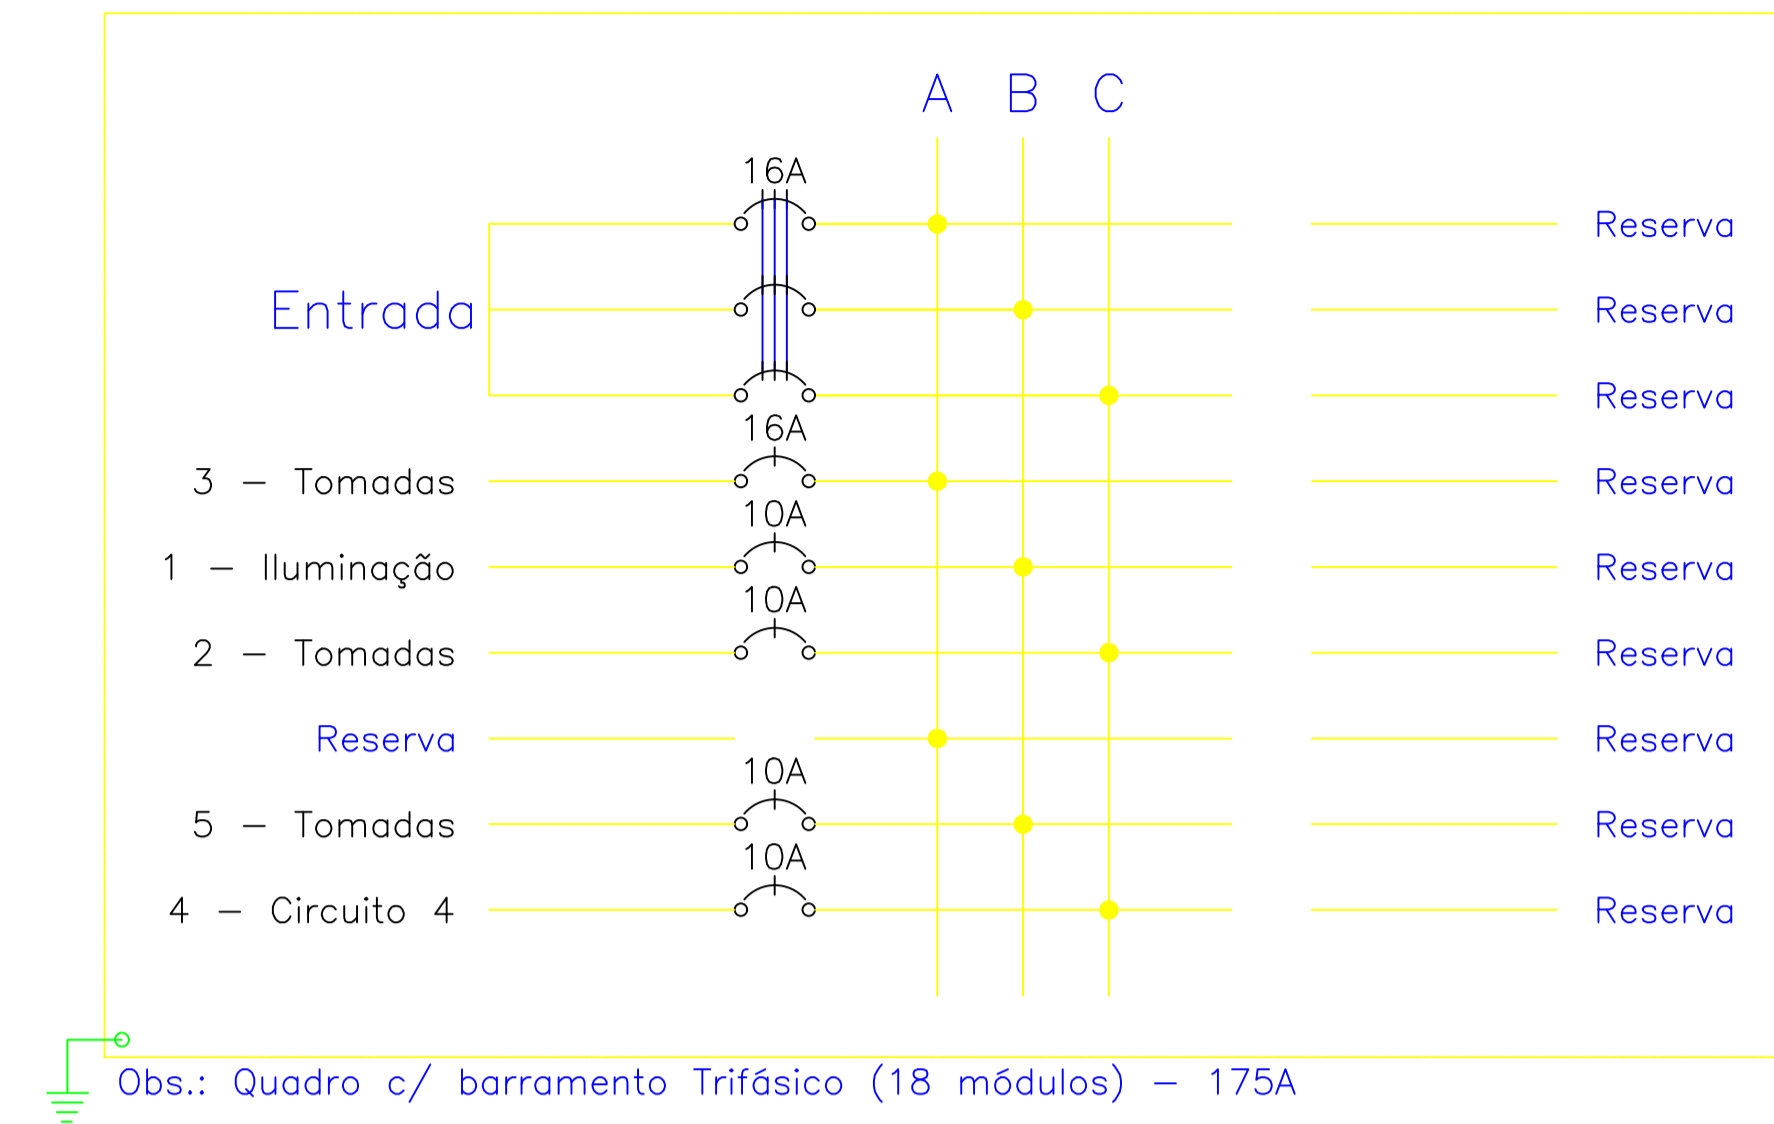 A B C
16A
Reserva
Entrada
Reserva
Reserva
16A
3 - Tomadas
Reserva
10A
1 - Iluminação
Reserva
10A
2 - Tomadas
Reserva
Reserva
Reserva
10A
5 - Tomadas
Reserva
10A
4 - Circuito 4
Reserva
Obs.: Quadro c/ barramento Trifásico (18 módulos) - 175A